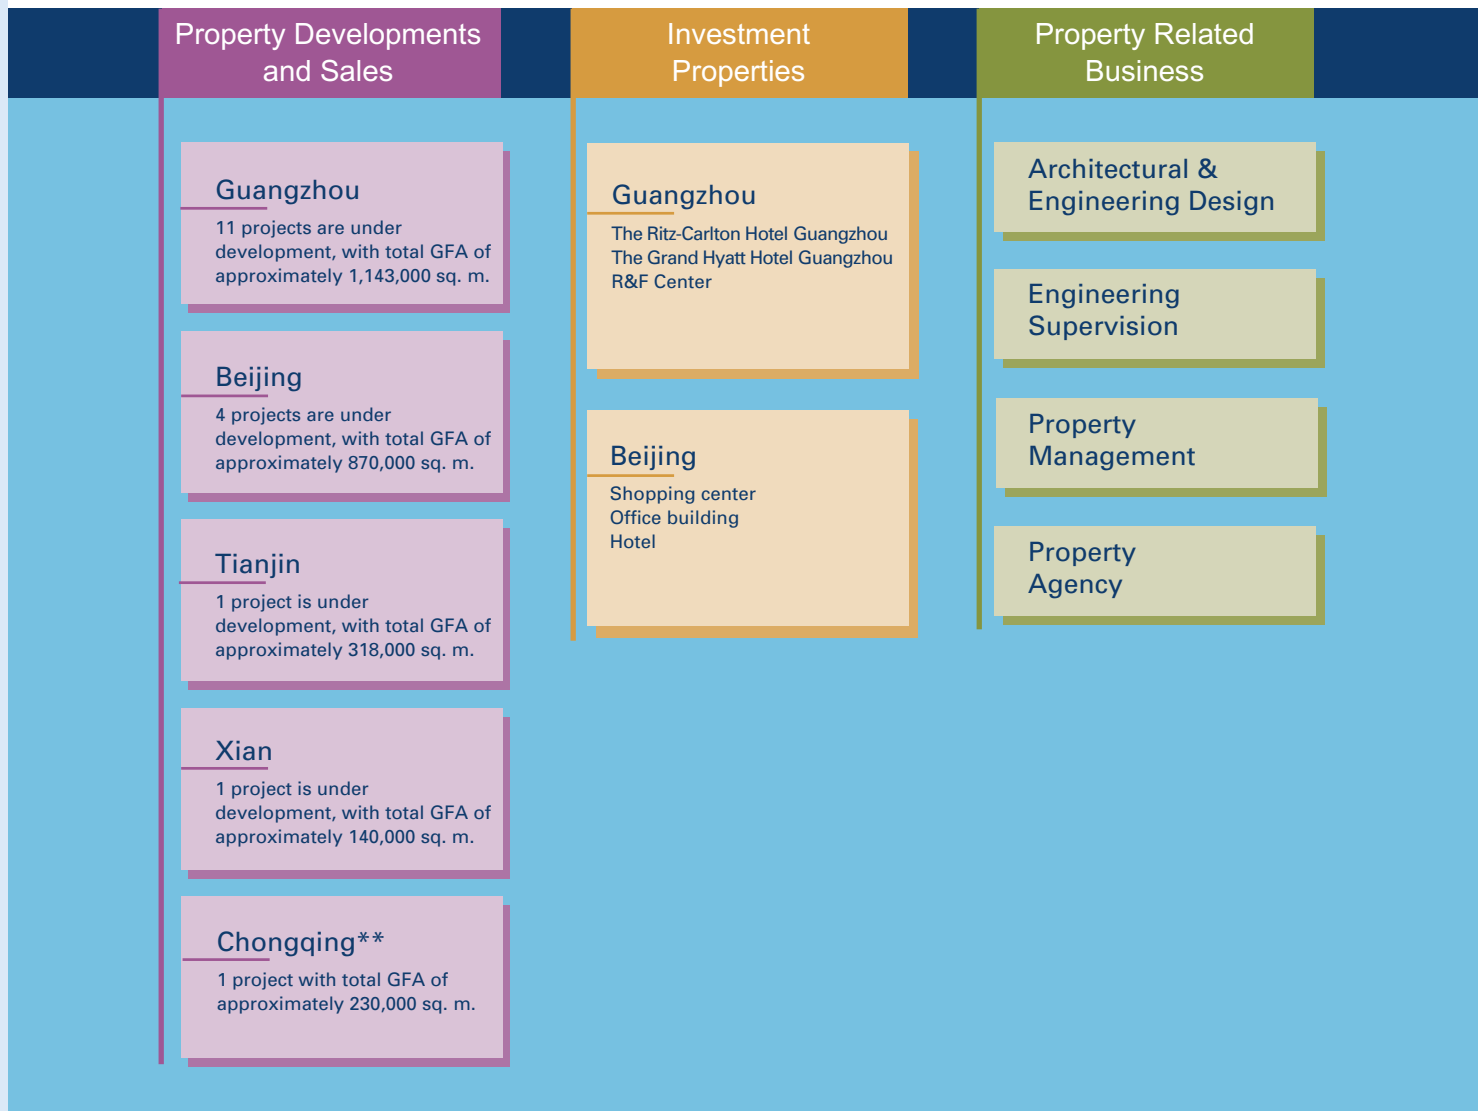 Property Developments
and Sales
Guangzhou
11 projects are under
development, with total GFA of
approximately 1,143,000 sq. m.
Beijing
4 projects are under
development, with total GFA of
approximately 870,000 sq. m.
Tianjin
1 project is under
development, with total GFA of
approximately 318,000 sq. m.
Xian
1 project is under
development, with total GFA of
approximately 140,000 sq. m.
Chongqing**
1 project with total GFA of
approximately 230,000 sq. m.
Investment
Properties
Guangzhou
The Ritz-Carlton Hotel Guangzhou
The Grand Hyatt Hotel Guangzhou
R&F Center
Beijing
Shopping center
Office building
Hotel
Property Related
Business
Architectural &
Engineering Design
Engineering
Supervision
Property
Management
Property
Agency